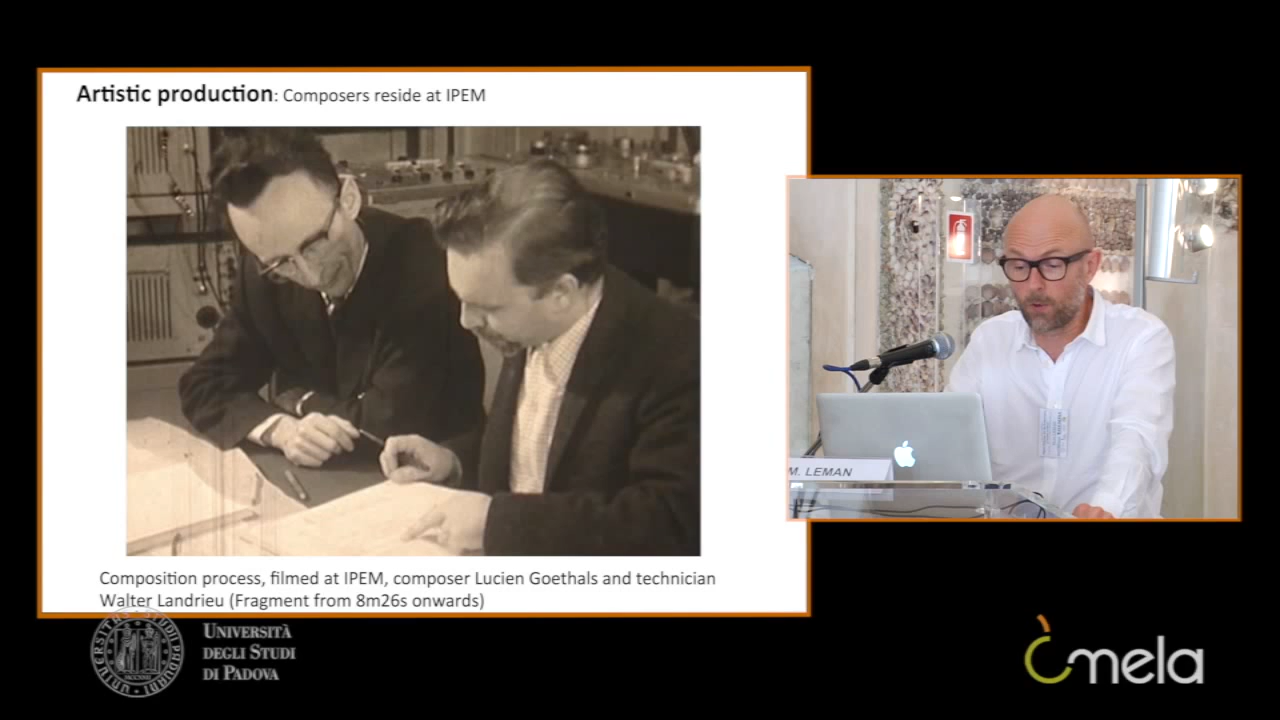 Artistic production: Composers reside at IPEM
Composition process, filmed at IPEM, composer Lucien Goethals and technician
Walter Landrieu (Fragment from 8m26s onwards)
M. LEMAN
UNIVERSITÀ
DEGLI STUDI
DI PADOVA
mela